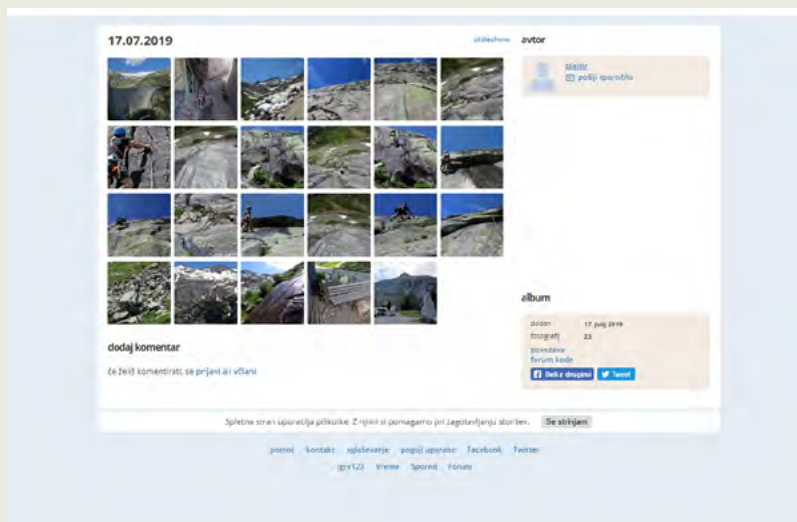 17.07.2019
slideshow
avtor
pošlji sporočilo
album
17. julij 2019
fotografij 23
povezava
forum koda
Deli z drugimi
Tweet
dodaj komentar
če želiš komentirati, se prijavi ali včlani
Spletna stran uporablja piškotke. Z njimi si pomagamo pri zagotavljanju storitev. Se strinjam
pomoč kontakt oglaševanje pogoji uporabe Facebook Twitter
igre123 Vreme Spored Forum